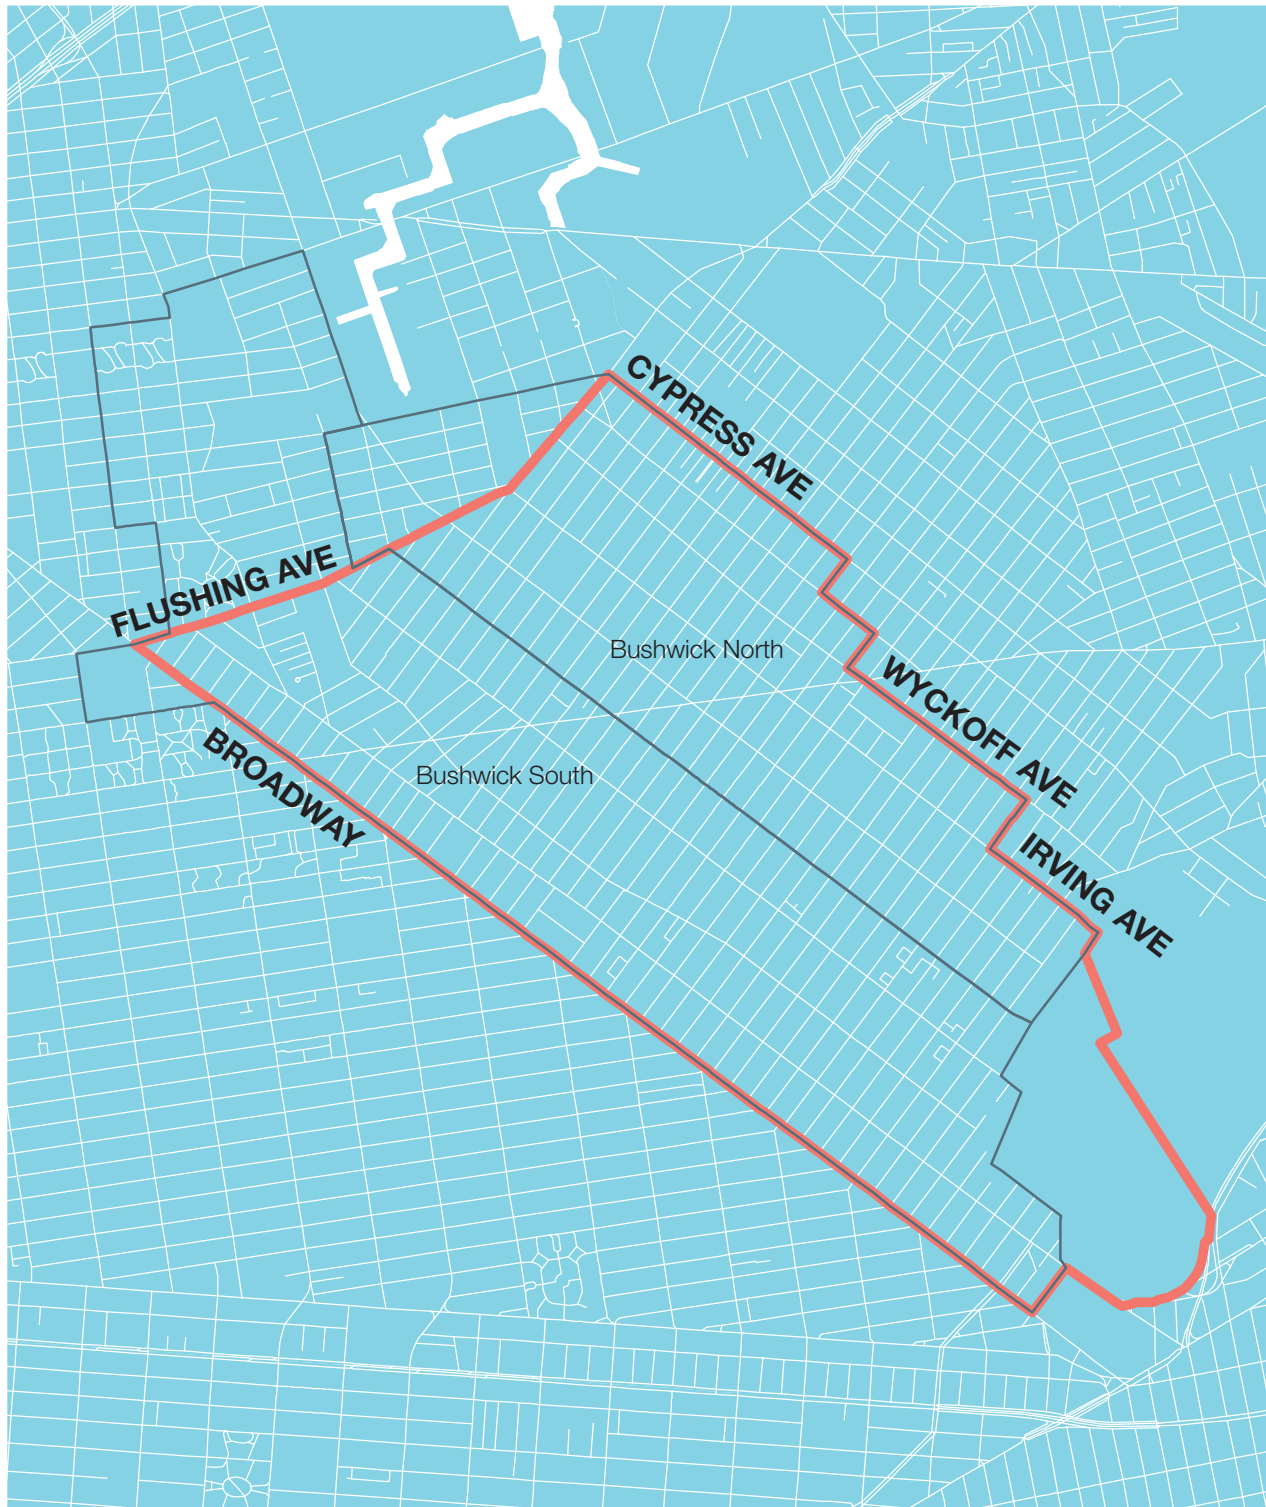 CYPRESS AVE
FLUSHING AVE
Bushwick North
WYCKOFF AVE
BROADWAY
Bushwick South
IRVING AVE